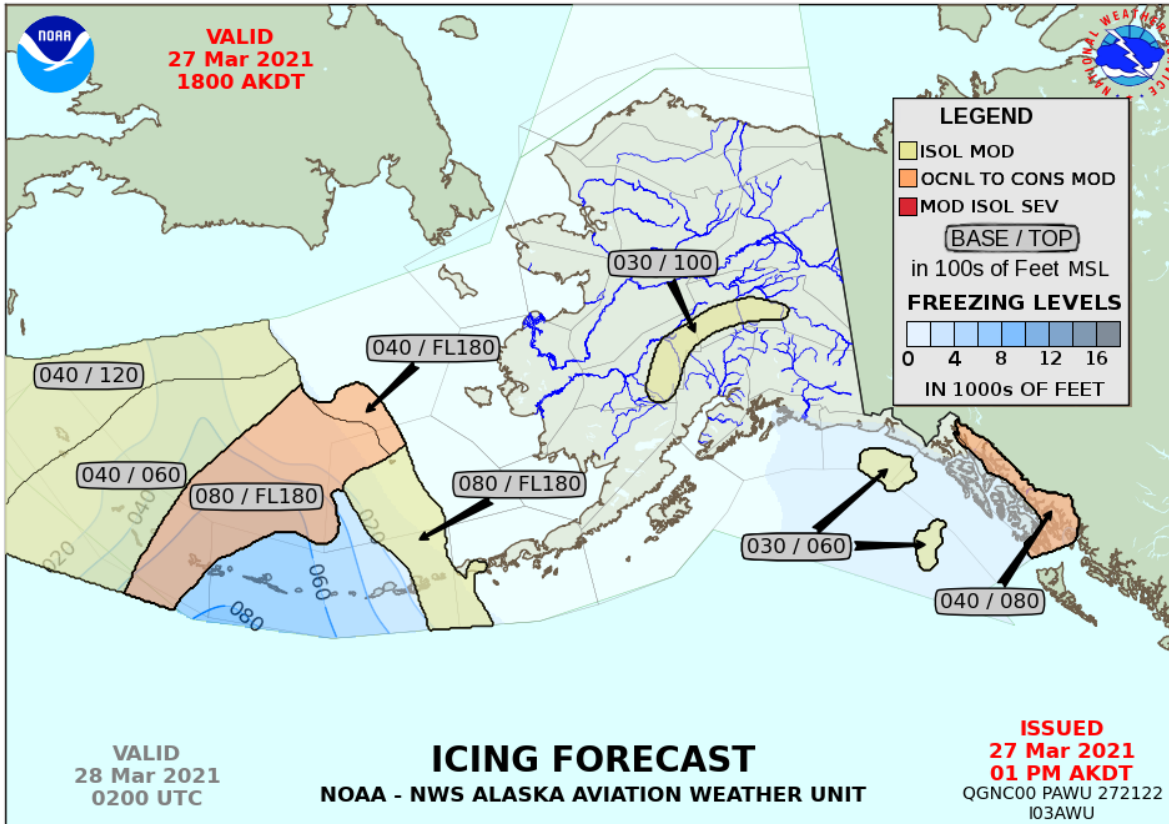 NOAA
VALID
27 Mar 2021
1800 AKDT
NATIONAL WEATHER SERVICE
LEGEND
ISOL MOD
OCNL TO CONS MOD
MOD ISOL SEV
BASE / TOP
in 100s of Feet MSL
FREEZING LEVELS
0 4 8 12 16
IN 1000s OF FEET
030 / 100
040 / FL180
040 / 120
040 / 060
080 / FL180
080 / FL180
040
020
020
060
080
030 / 060
040 / 080
VALID
28 Mar 2021
0200 UTC
ICING FORECAST
NOAA - NWS ALASKA AVIATION WEATHER UNIT
ISSUED
27 Mar 2021
01 PM AKDT
QGNC00 PAWU 272122
I03AWU